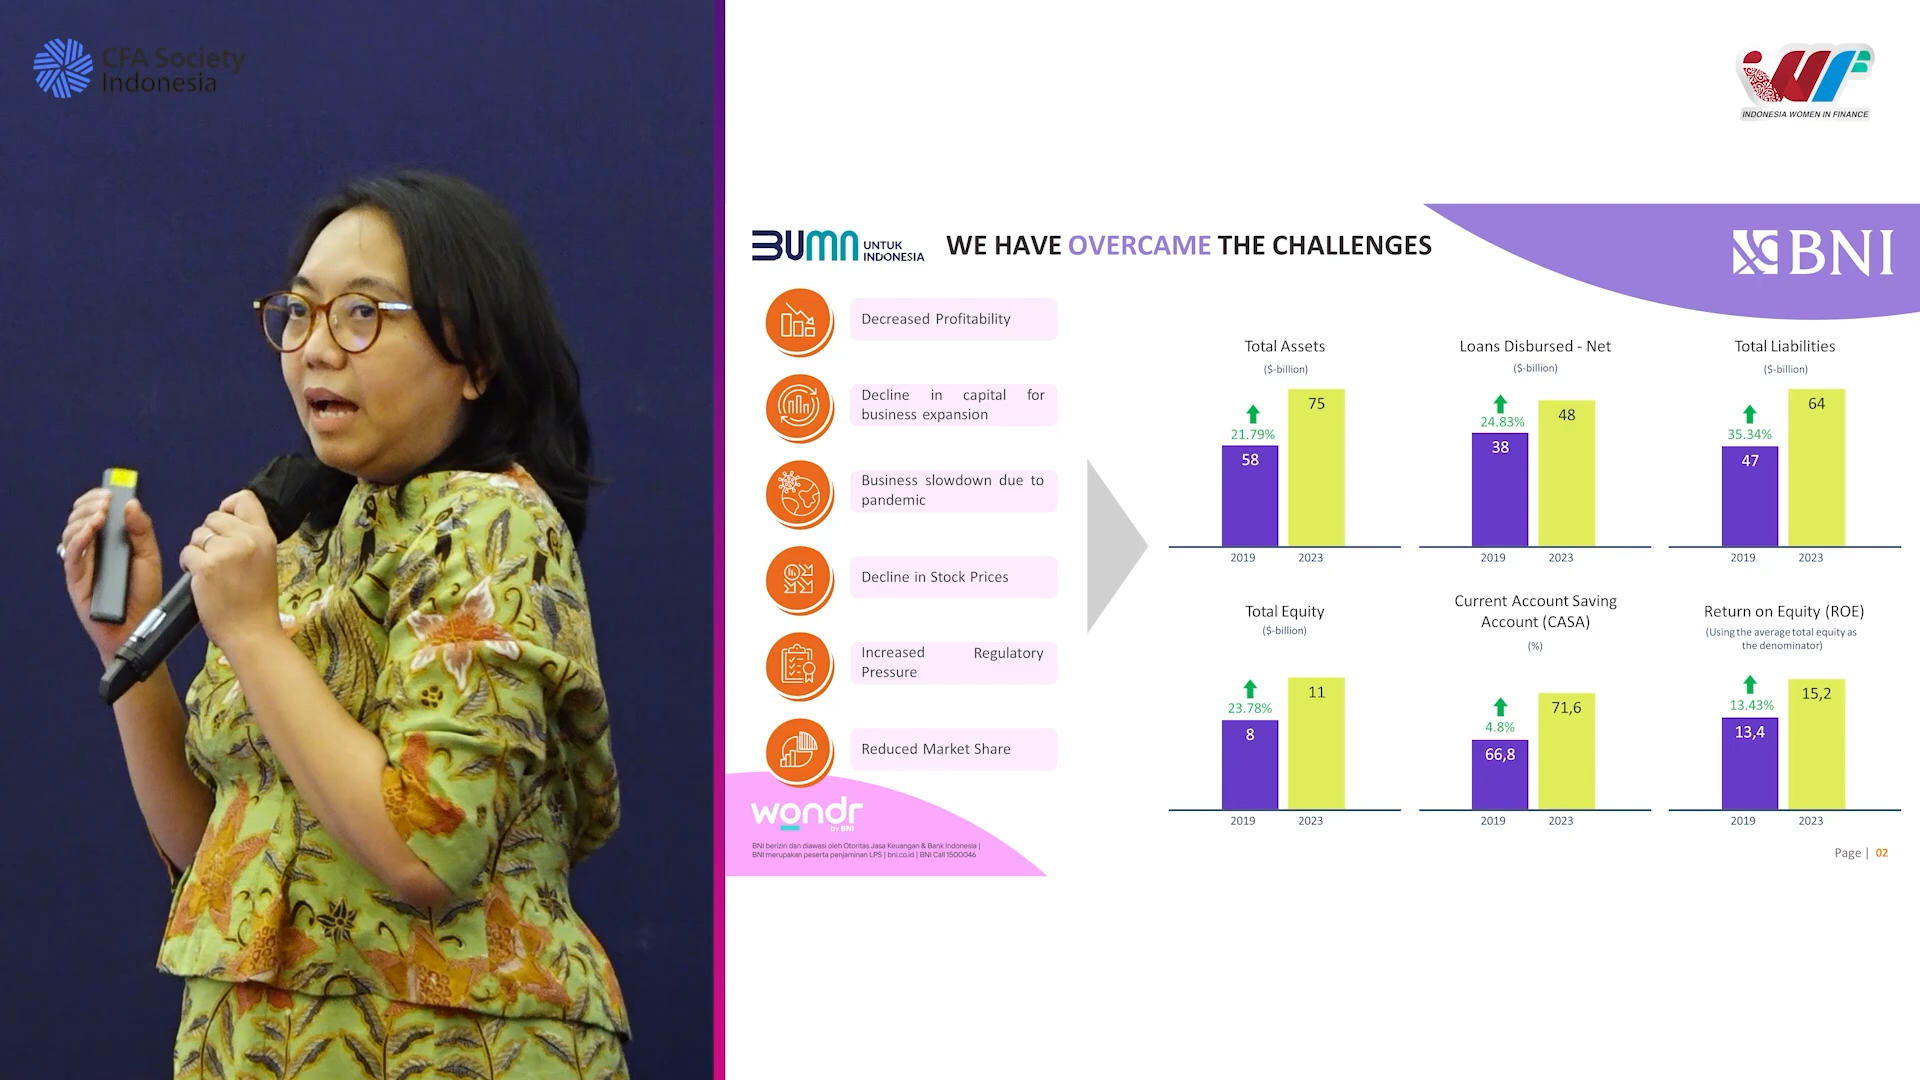 CFA Society
Indonesia
IWF
INDONESIA WOMEN IN FINANCE
BUMN UNTUK
INDONESIA
WE HAVE OVERCAME THE CHALLENGES
BNI
Decreased Profitability
Decline in capital for
business expansion
Business slowdown due to
pandemic
Decline in Stock Prices
Increased Regulatory
Pressure
Reduced Market Share
Total Assets
($-billion)
21.79%
58
75
2019 2023
Loans Disbursed - Net
($-billion)
24.83%
38
48
2019 2023
Total Liabilities
($-billion)
35.34%
47
64
2019 2023
Total Equity
($-billion)
23.78%
8
11
2019 2023
Current Account Saving
Account (CASA)
(%)
4.8%
66,8
71,6
2019 2023
Return on Equity (ROE)
(Using the average total equity as
the denominator)
13.43%
13,4
15,2
2019 2023
wondr
by BNI
BNI berizin dan diawasi oleh Otoritas Jasa Keuangan & Bank Indonesia |
BNI merupakan peserta penjaminan LPS | bni.co.id | BNI Call 1500046
Page | 02